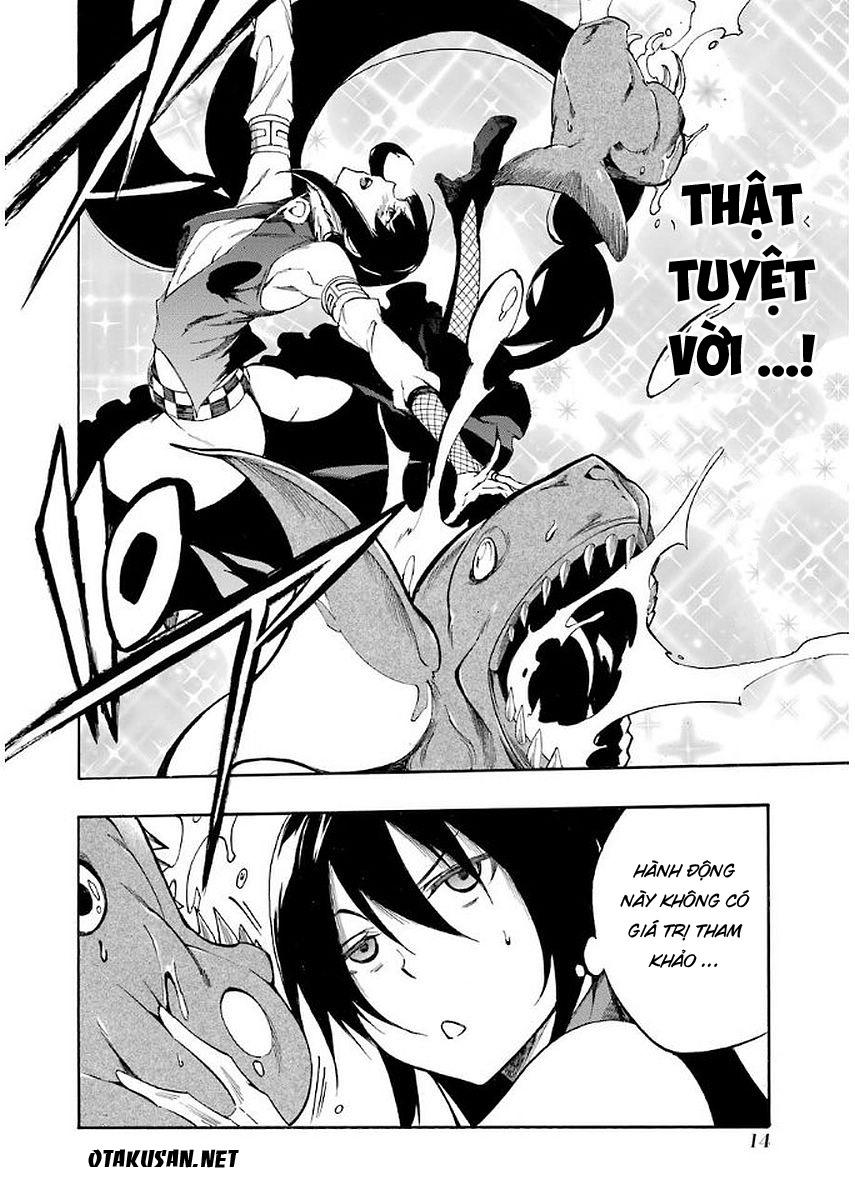 THẬT
TUYỆT
VỜI ...!
HÀNH ĐỘNG
NÀY KHÔNG CÓ
GIÁ TRỊ THAM
KHẢO ...
14
OTAKUSAN.NET